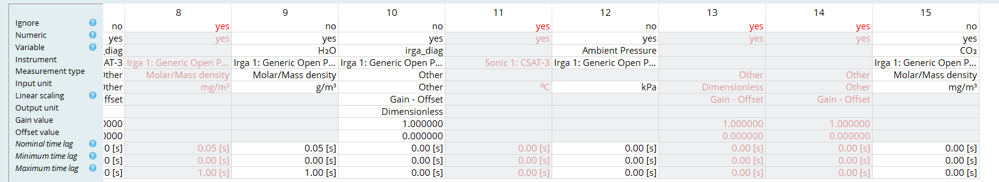 8 9 10 11 12 13 14 15
Ignore no yes no no yes no yes yes no
Numeric yes yes yes yes yes yes yes yes yes
Variable _diag H₂O irga_diag Ambient Pressure CO₂
Instrument AT-3 Irga 1: Generic Open P... Irga 1: Generic Open P... Irga 1: Generic Open P... Sonic 1: CSAT-3 Irga 1: Generic Open P... Irga 1: Generic Open P...
Measurement type Other Molar/Mass density Molar/Mass density Other Other Other Molar/Mass density
Input unit Other mg/m³ g/m³ Other ºC kPa Dimensionless Other mg/m³
Linear scaling ffset Gain - Offset Gain - Offset Gain - Offset
Output unit Dimensionless
Gain value 0000 1.000000 1.000000 1.000000
Offset value 0000 0.000000 0.000000 0.000000
Nominal time lag 0 [s] 0.05 [s] 0.05 [s] 0.00 [s] 0.00 [s] 0.00 [s] 0.00 [s] 0.00 [s] 0.00 [s]
Minimum time lag 0 [s] 0.00 [s] 0.00 [s] 0.00 [s] 0.00 [s] 0.00 [s] 0.00 [s] 0.00 [s] 0.00 [s]
Maximum time lag 0 [s] 1.00 [s] 1.00 [s] 0.00 [s] 0.00 [s] 0.00 [s] 0.00 [s] 0.00 [s] 0.00 [s]